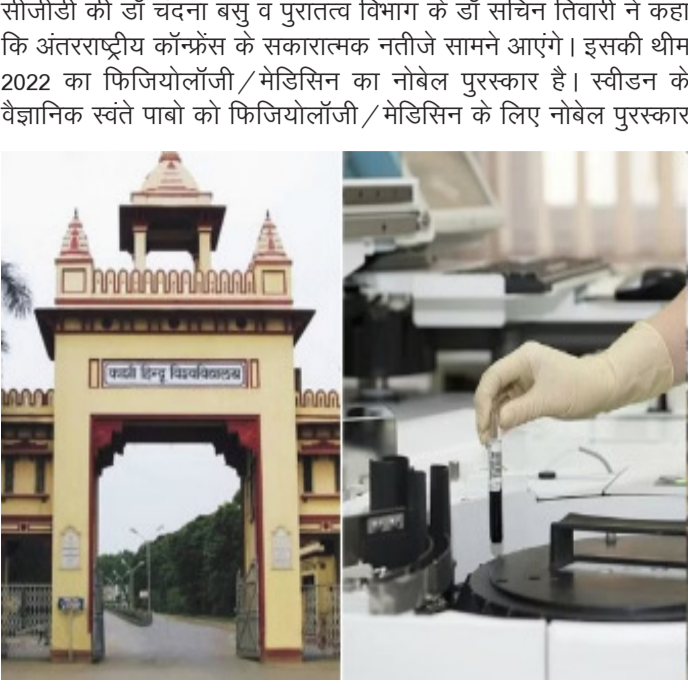 सीजीडी की डॉ चंदना बसु व पुरातत्व विभाग के डॉ सचिन तिवारी ने कहा
कि अंतरराष्ट्रीय कॉन्फ्रेंस के सकारात्मक नतीजे सामने आएंगे। इसकी थीम
2022 का फिजियोलॉजी/मेडिसिन का नोबेल पुरस्कार है। स्वीडन के
वैज्ञानिक स्वंते पाबो को फिजियोलॉजी/मेडिसिन के लिए नोबेल पुरस्कार
काशी हिन्दू विश्वविद्यालय